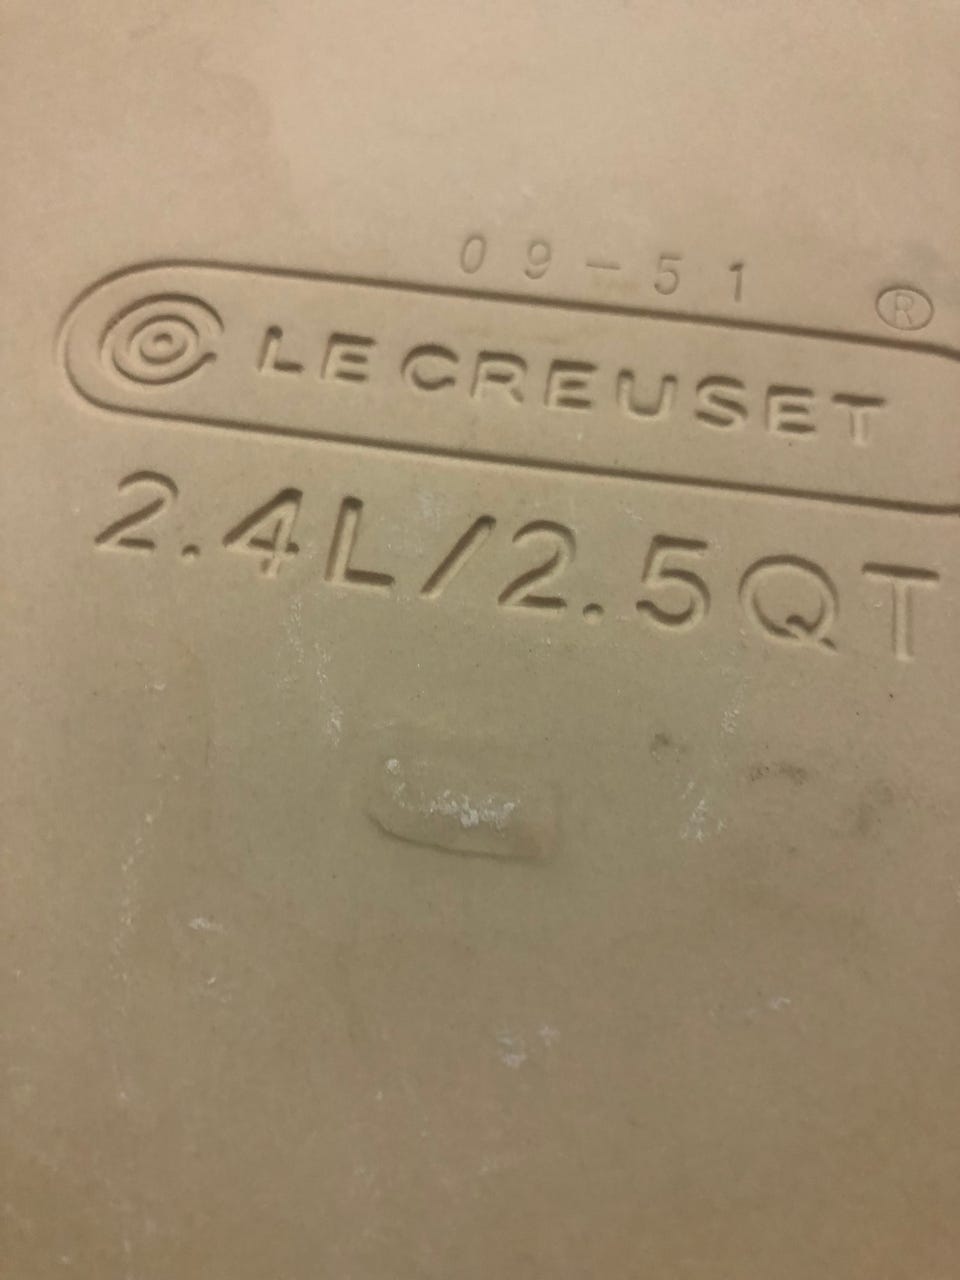 09-51
®
LE CREUSET
2.4L/2.5QT